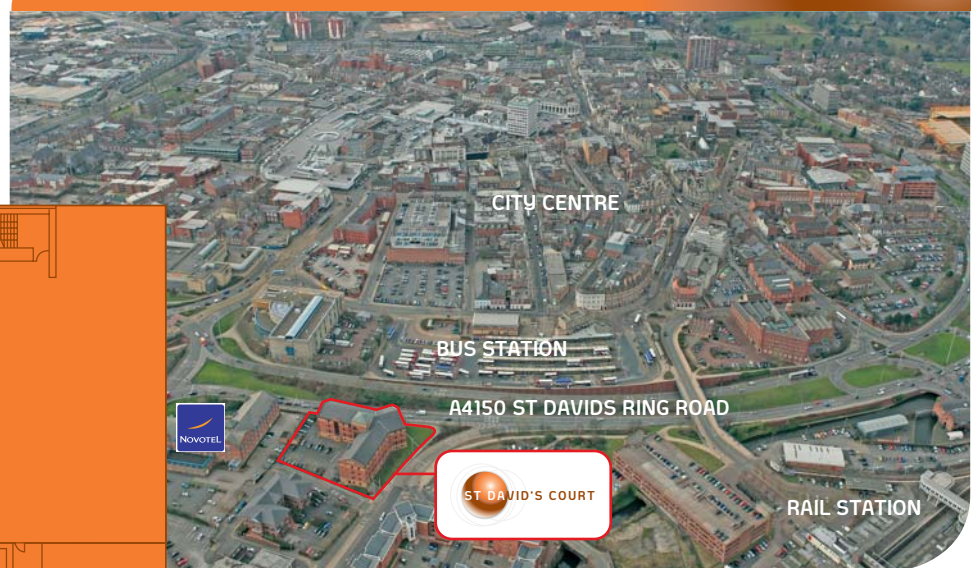 CITY CENTRE
BUS STATION
A4150 ST DAVIDS RING ROAD
NOVOTEL
ST DAVID'S COURT
RAIL STATION